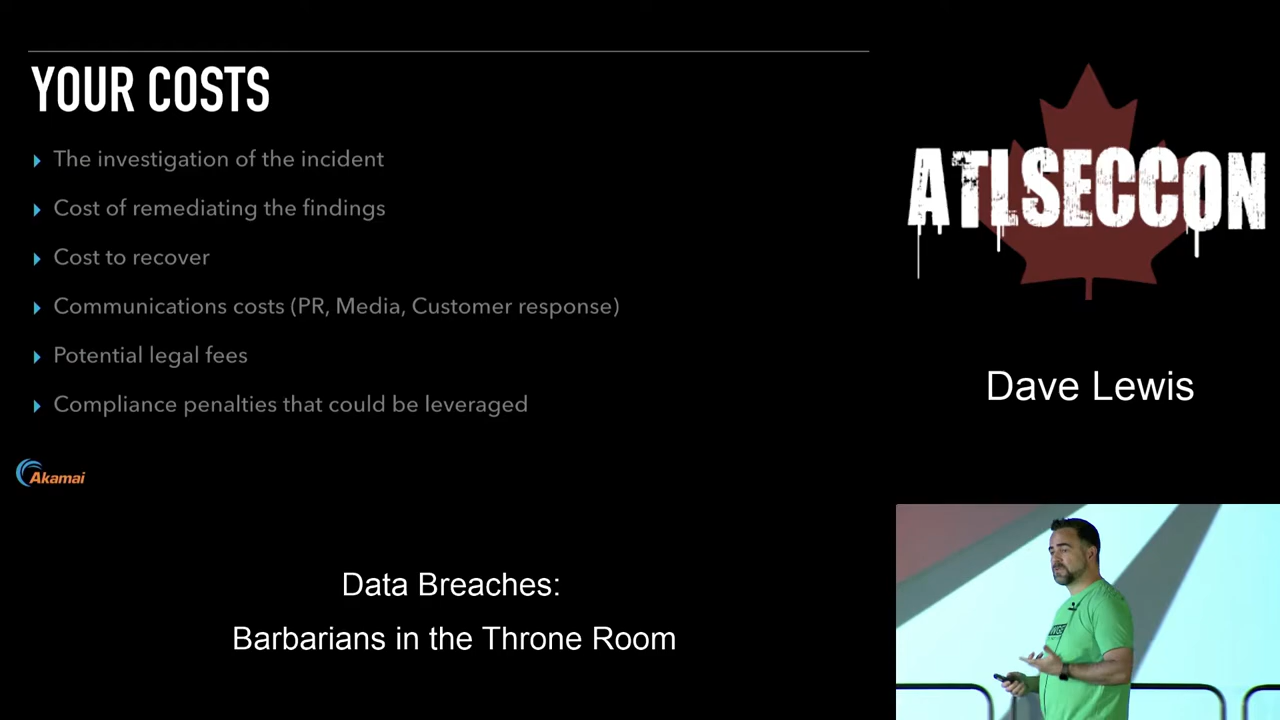 YOUR COSTS
The investigation of the incident
Cost of remediating the findings
Cost to recover
Communications costs (PR, Media, Customer response)
Potential legal fees
Compliance penalties that could be leveraged
Akamai
ATLSECCON
Dave Lewis
Data Breaches:
Barbarians in the Throne Room